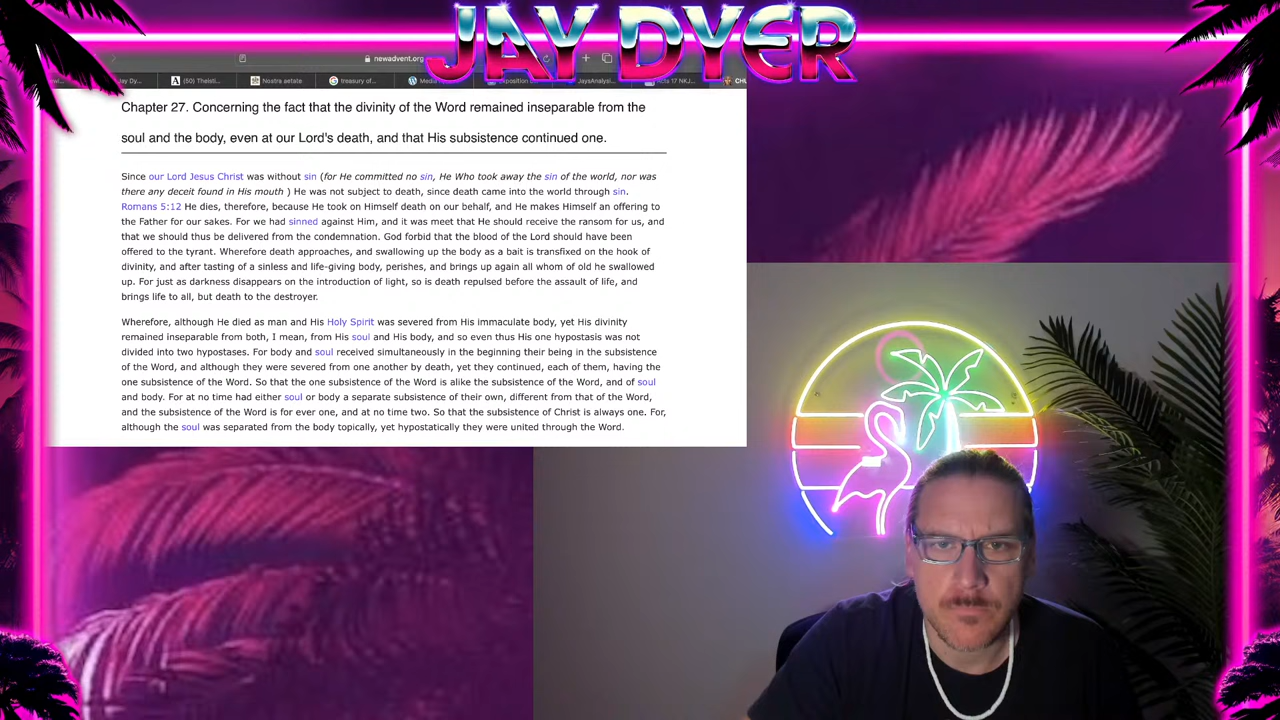 JAY DYER
newadvent.org
Jay Dy...
(50) Theisti...
Nostra aetate
treasury of...
JaysAnalysi...
Acts 17 NKJ...
Chapter 27. Concerning the fact that the divinity of the Word remained inseparable from the
soul and the body, even at our Lord's death, and that His subsistence continued one.
Since our Lord Jesus Christ was without sin (for He committed no sin, He Who took away the sin of the world, nor was
there any deceit found in His mouth ) He was not subject to death, since death came into the world through sin.
Romans 5:12 He dies, therefore, because He took on Himself death on our behalf, and He makes Himself an offering to
the Father for our sakes. For we had sinned against Him, and it was meet that He should receive the ransom for us, and
that we should thus be delivered from the condemnation. God forbid that the blood of the Lord should have been
offered to the tyrant. Wherefore death approaches, and swallowing up the body as a bait is transfixed on the hook of
divinity, and after tasting of a sinless and life-giving body, perishes, and brings up again all whom of old he swallowed
up. For just as darkness disappears on the introduction of light, so is death repulsed before the assault of life, and
brings life to all, but death to the destroyer.
Wherefore, although He died as man and His Holy Spirit was severed from His immaculate body, yet His divinity
remained inseparable from both, I mean, from His soul and His body, and so even thus His one hypostasis was not
divided into two hypostases. For body and soul received simultaneously in the beginning their being in the subsistence
of the Word, and although they were severed from one another by death, yet they continued, each of them, having the
one subsistence of the Word. So that the one subsistence of the Word is alike the subsistence of the Word, and of soul
and body. For at no time had either soul or body a separate subsistence of their own, different from that of the Word,
and the subsistence of the Word is for ever one, and at no time two. So that the subsistence of Christ is always one. For,
although the soul was separated from the body topically, yet hypostatically they were united through the Word.